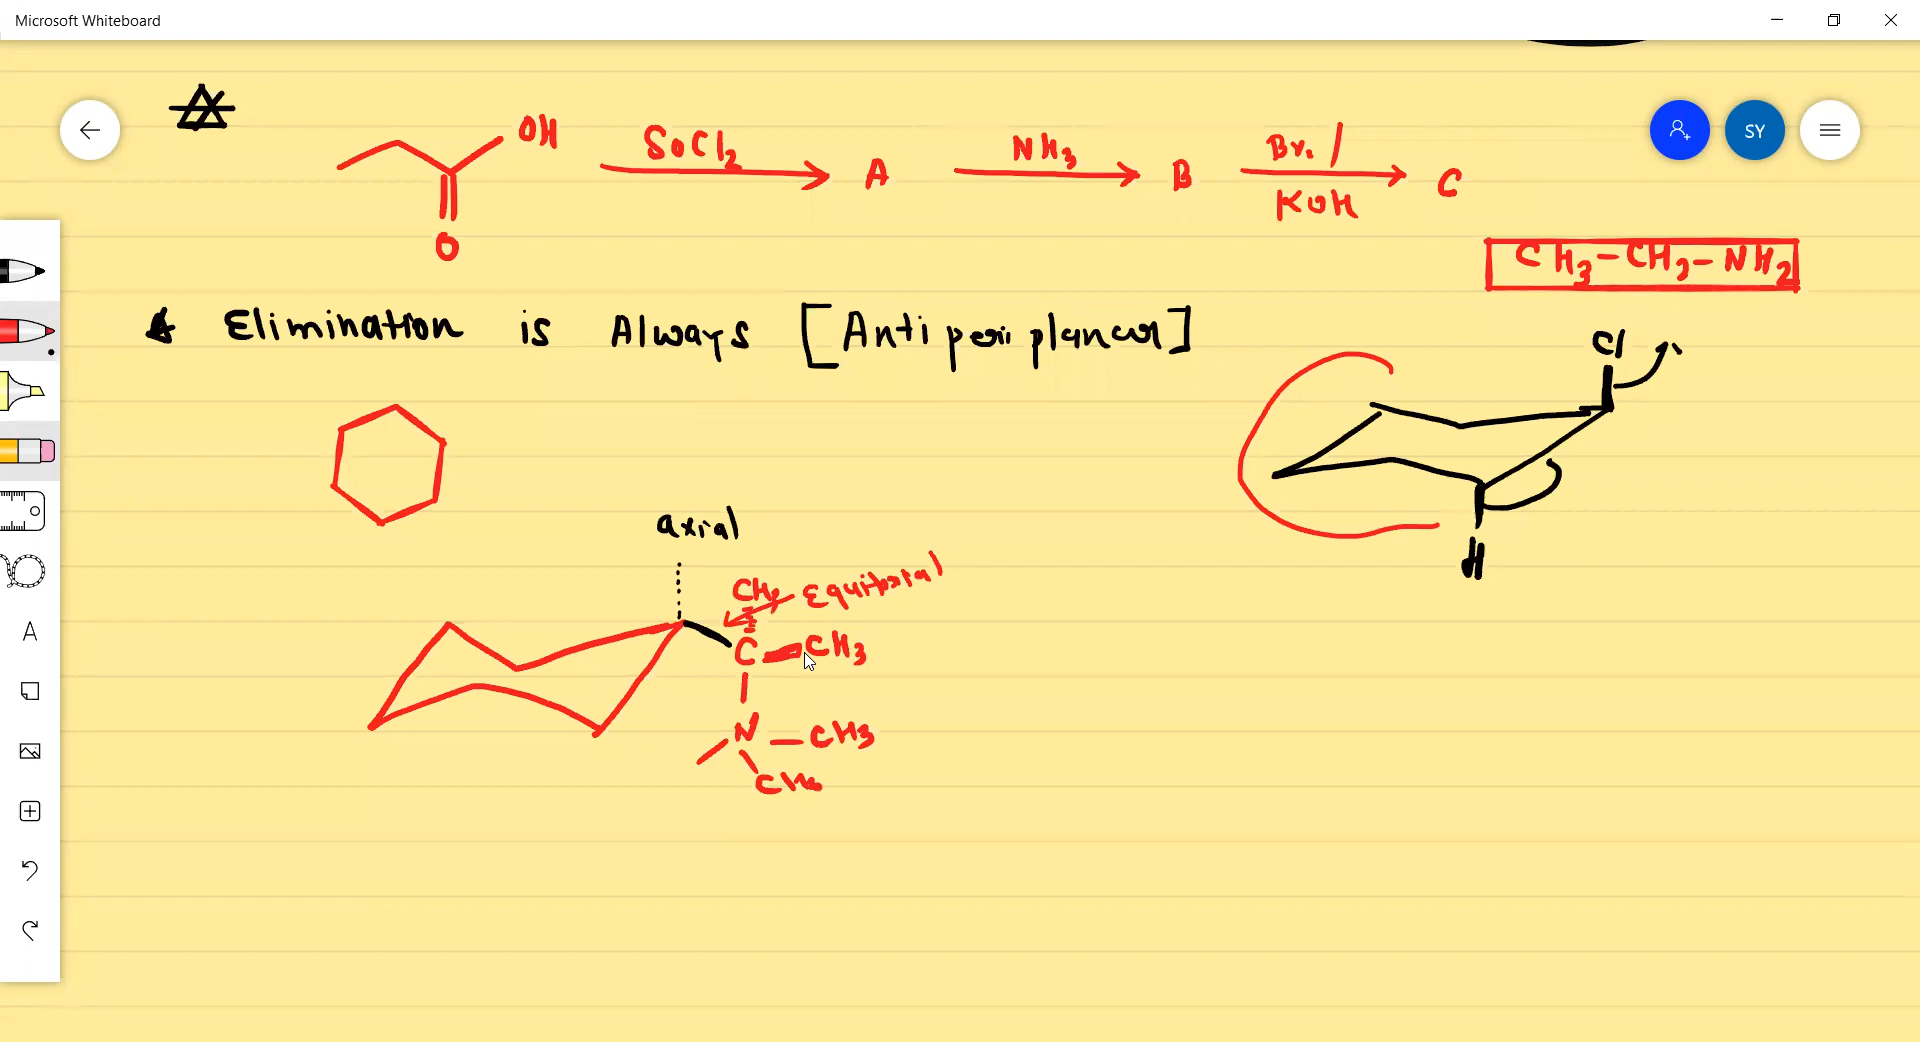 Microsoft Whiteboard
OH SOCl2 A NH3 B Br2 / KOH C
O
CH3-CH2-NH2
Elimination is Always [Anti peri planar]
Cl
SY
H
axial
CH3 Equitorial
C CH3
N - CH3
CH3
A